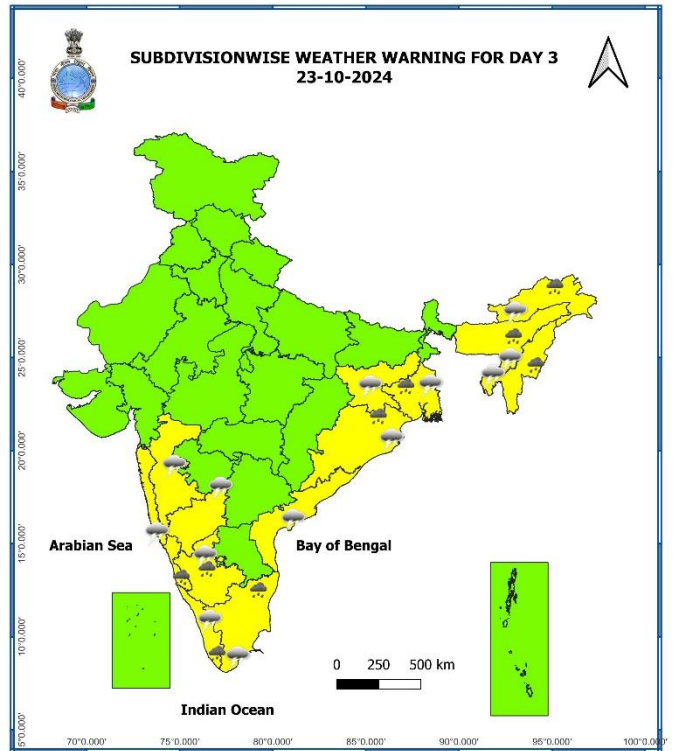 SUBDIVISIONWISE WEATHER WARNING FOR DAY 3
23-10-2024
40°0.000'
35°0.000'
30°0.000'
25°0.000'
20°0.000'
15°0.000'
10°0.000'
5°0.000'
Arabian Sea
Bay of Bengal
0 250 500 km
Indian Ocean
70°0.000' 75°0.000' 80°0.000' 85°0.000' 90°0.000' 95°0.000' 100°0.000'